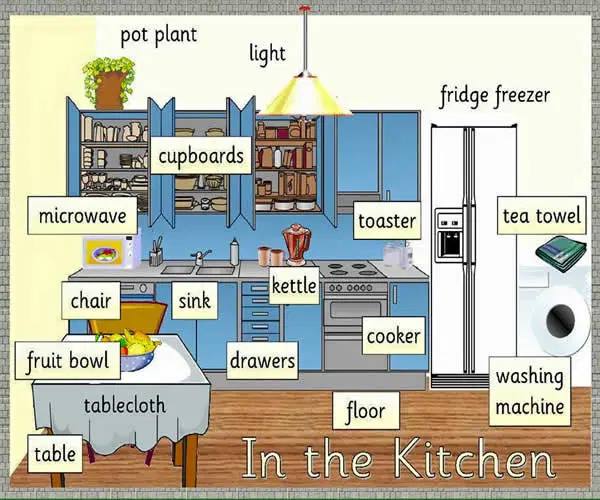 pot plant
light
fridge freezer
cupboards
microwave
toaster
tea towel
chair
sink
kettle
cooker
fruit bowl
drawers
washing
machine
tablecloth
floor
table
In the Kitchen